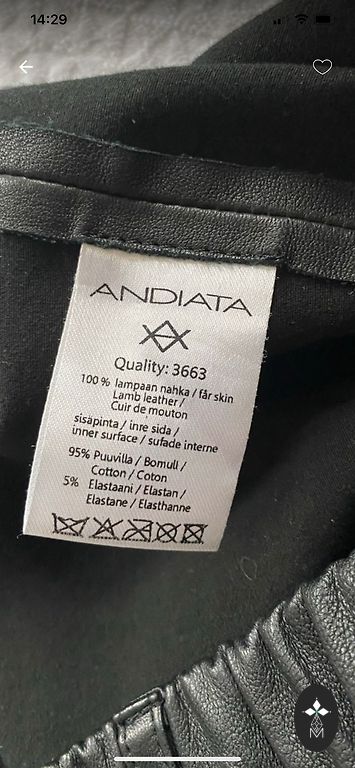 14:29
ANDIATA
Quality: 3663
100 % lampaan nahka / får skin
Lamb leather /
Cuir de mouton
sisäpinta / inre sida /
inner surface / sufade interne
95% Puuvilla / Bomuli /
Cotton / Coton
5% Elastaani / Elastan /
Elastane / Elasthanne
M